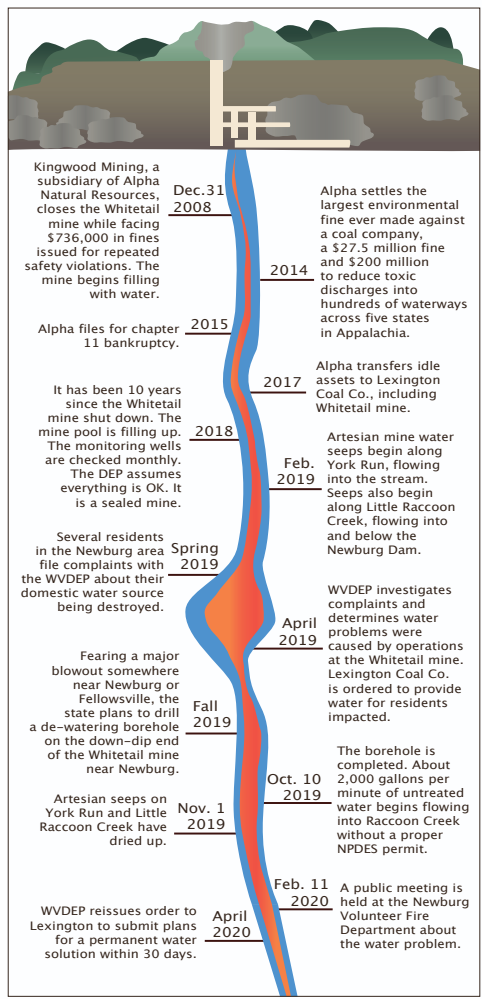 Kingwood Mining, a
subsidiary of Alpha
Natural Resources,
closes the Whitetail
mine while facing
$736,000 in fines
issued for repeated
safety violations. The
mine begins filling
with water.
Dec.31
2008
Alpha settles the
largest environmental
fine ever made against
a coal company,
a $27.5 million fine
and $200 million
to reduce toxic
discharges into
hundreds of waterways
across five states
in Appalachia.
2014
Alpha files for chapter
11 bankruptcy.
2015
Alpha transfers idle
assets to Lexington
Coal Co., including
Whitetail mine.
2017
It has been 10 years
since the Whitetail
mine shut down. The
mine pool is filling up.
The monitoring wells
are checked monthly.
The DEP assumes
everything is OK. It
is a sealed mine.
2018
Artesian mine water
seeps begin along
York Run, flowing
into the stream.
Seeps also begin
along Little Raccoon
Creek, flowing into
and below the
Newburg Dam.
Feb.
2019
Several residents
in the Newburg area
file complaints with
the WVDEP about their
domestic water source
being destroyed.
Spring
2019
WVDEP investigates
complaints and
determines water
problems were
caused by operations
at the Whitetail mine.
Lexington Coal Co.
is ordered to provide
water for residents
impacted.
April
2019
Fearing a major
blowout somewhere
near Newburg or
Fellowsville, the
state plans to drill
a de-watering borehole
on the down-dip end
of the Whitetail mine
near Newburg.
Fall
2019
The borehole is
completed. About
2,000 gallons per
minute of untreated
water begins flowing
into Raccoon Creek
without a proper
NPDES permit.
Oct. 10
2019
Artesian seeps on
York Run and Little
Raccoon Creek have
dried up.
Nov. 1
2019
Feb. 11
2020
A public meeting is
held at the Newburg
Volunteer Fire
Department about
the water problem.
WVDEP reissues order to
Lexington to submit plans
for a permanent water
solution within 30 days.
April
2020